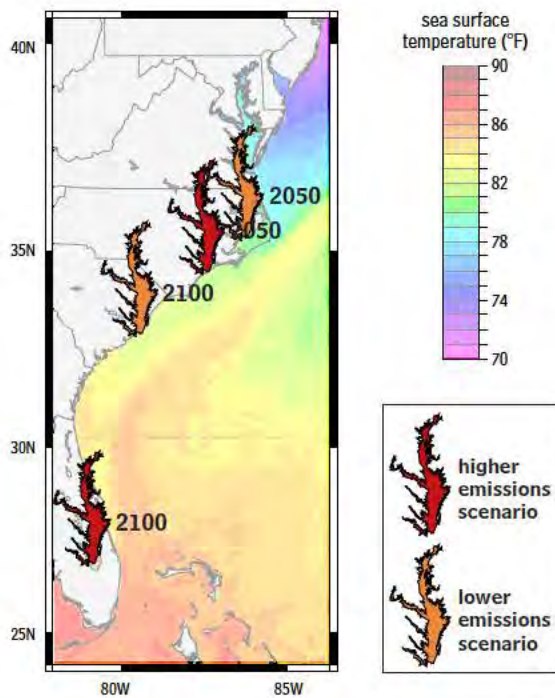 sea surface
temperature (°F)
40N
35N
30N
25N
80W
85W
90
86
82
78
74
70
2050
2050
2100
2100
higher
emissions
scenario
lower
emissions
scenario